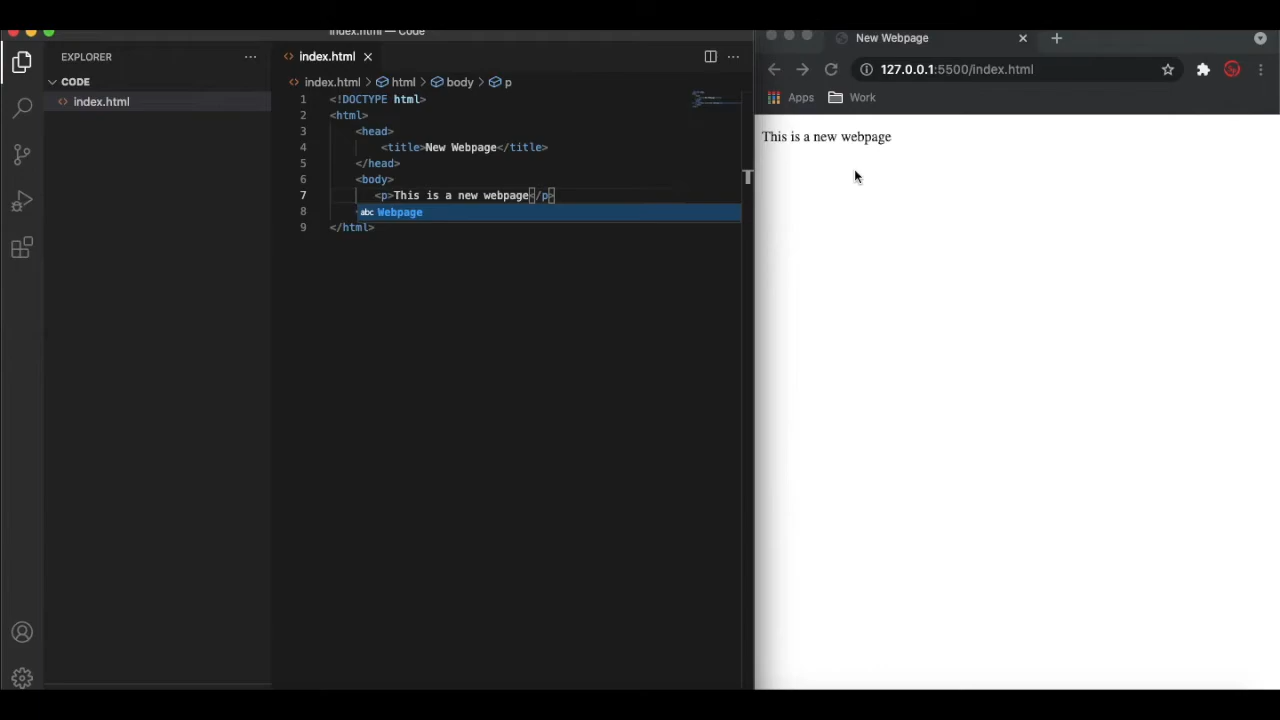 index.html — Code
EXPLORER
CODE
index.html
index.html
index.html > html > body > p
1 <!DOCTYPE html>
2 <html>
3 <head>
4 <title>New Webpage</title>
5 </head>
6 <body>
7 <p>This is a new webpage</p>
8 <
abc Webpage
9 </html>
New Webpage
127.0.0.1:5500/index.html
Apps Work
This is a new webpage